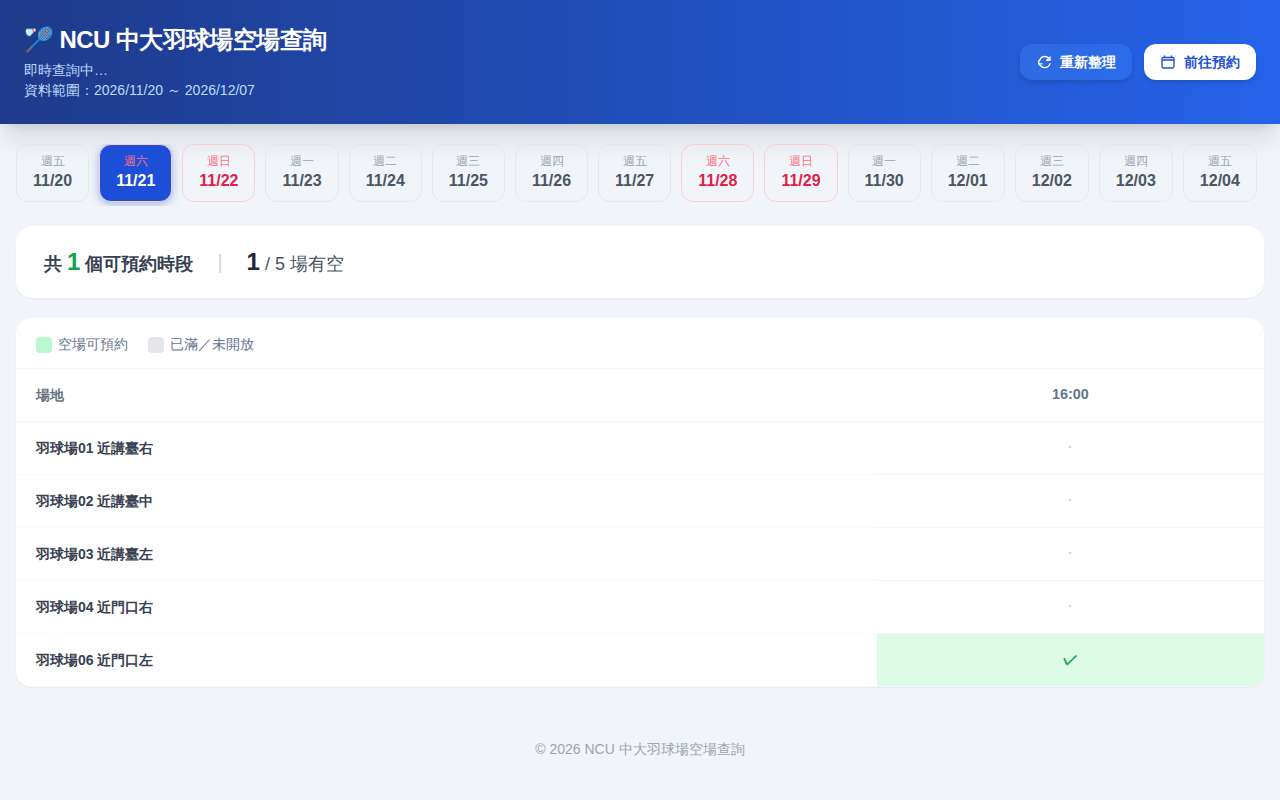 NCU 中大羽球場空場查詢
即時查詢中…
資料範圍：2026/11/20 ～ 2026/12/07
重新整理
前往預約
週五 週六 週日 週一 週二 週三 週四 週五 週六 週日 週一 週二 週三 週四 週五
11/20 11/21 11/22 11/23 11/24 11/25 11/26 11/27 11/28 11/29 11/30 12/01 12/02 12/03 12/04
共 1 個可預約時段 | 1 / 5 場有空
空場可預約 已滿／未開放
場地 16:00
羽球場01 近講臺右 ·
羽球場02 近講臺中 ·
羽球場03 近講臺左 ·
羽球場04 近門口右 ·
羽球場06 近門口左 ✓
© 2026 NCU 中大羽球場空場查詢